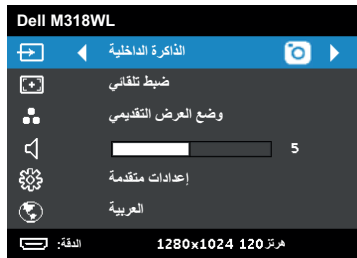 Dell M318WL
الذاكرة الداخلية
ضبط تلقائي
وضع العرض التقديمي
5
إعدادات متقدمة
العربية
الدقة: 1280x1024 120 هرتز